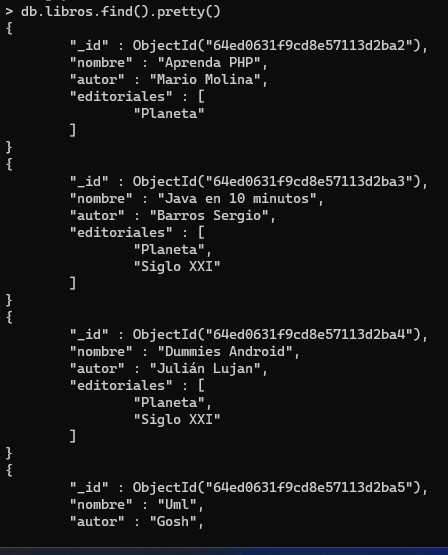 > db.libros.find().pretty()
{
"_id" : ObjectId("64ed0631f9cd8e57113d2ba2"),
"nombre" : "Aprenda PHP",
"autor" : "Mario Molina",
"editoriales" : [
"Planeta"
]
}
{
"_id" : ObjectId("64ed0631f9cd8e57113d2ba3"),
"nombre" : "Java en 10 minutos",
"autor" : "Barros Sergio",
"editoriales" : [
"Planeta",
"Siglo XXI"
]
}
{
"_id" : ObjectId("64ed0631f9cd8e57113d2ba4"),
"nombre" : "Dummies Android",
"autor" : "Julián Lujan",
"editoriales" : [
"Planeta",
"Siglo XXI"
]
}
{
"_id" : ObjectId("64ed0631f9cd8e57113d2ba5"),
"nombre" : "Uml",
"autor" : "Gosh",